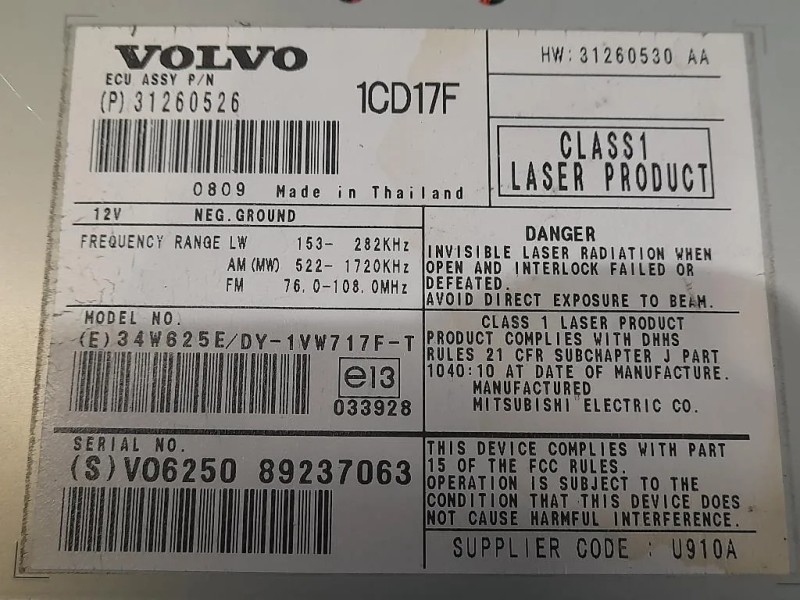 VOLVO
ECU ASSY P/N
(P) 31260526
1CD17F
0809 Made in Thailand
HW: 31260530 AA
CLASS1
LASER PRODUCT
12V NEG. GROUND
FREQUENCY RANGE LW 153- 282KHz
AM (MW) 522- 1720KHz
FM 76.0-108.0MHz
MODEL NO.
(E) 34W625E/DY-1VW717F-T
e13
033928
SERIAL NO.
(S) VO6250 89237063
DANGER
INVISIBLE LASER RADIATION WHEN
OPEN AND INTERLOCK FAILED OR
DEFEATED.
AVOID DIRECT EXPOSURE TO BEAM.
CLASS 1 LASER PRODUCT
PRODUCT COMPLIES WITH DHHS
RULES 21 CFR SUBCHAPTER J PART
1040:10 AT DATE OF MANUFACTURE.
MANUFACTURED
MITSUBISHI ELECTRIC CO.
THIS DEVICE COMPLIES WITH PART
15 OF THE FCC RULES.
OPERATION IS SUBJECT TO THE
CONDITION THAT THIS DEVICE DOES
NOT CAUSE HARMFUL INTERFERENCE.
SUPPLIER CODE : U910A